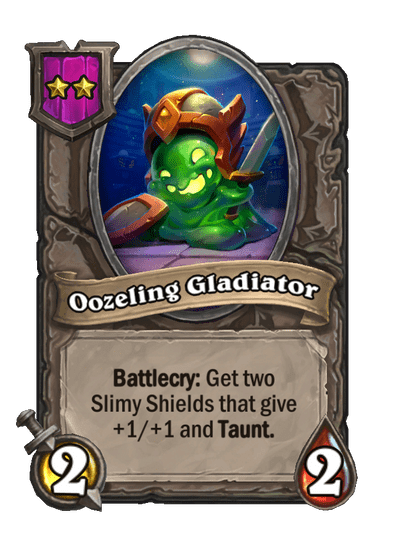 Oozeling Gladiator
Battlecry: Get two
Slimy Shields that give
+1/+1 and Taunt.
2
2